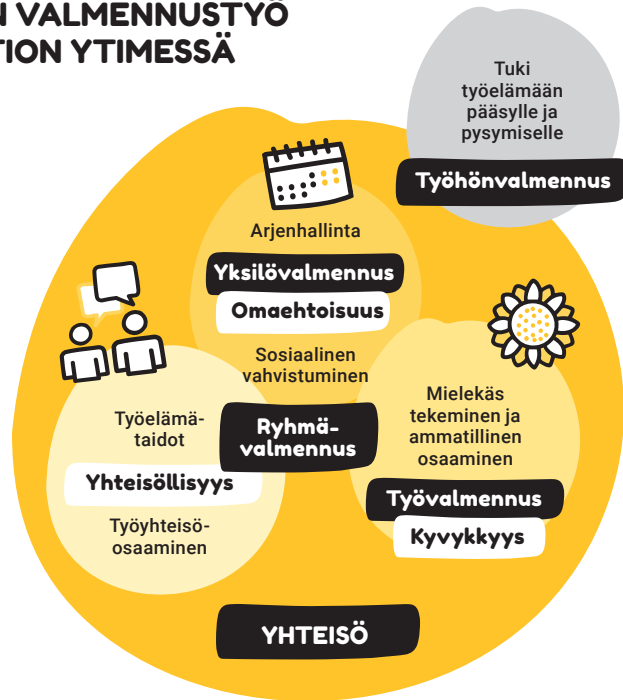 VALMENNUSTYÖ
YTIMESSÄ
Tuki
työelämään
pääsylle ja
pysymiselle
Työhönvalmennus
Arjenhallinta
Yksilövalmennus
Omaehtoisuus
Sosiaalinen
vahvistuminen
Työelämä-
taidot
Yhteisöllisyys
Työyhteisö-
osaaminen
Ryhmä-
valmennus
Mielekäs
tekeminen ja
ammatillinen
osaaminen
Työvalmennus
Kyvykkyys
YHTEISÖ